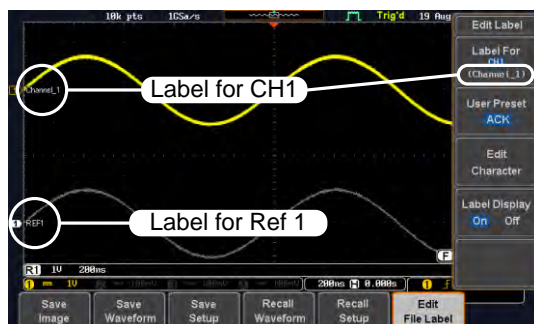 10k pts 1GSa/s Trig'd 19 Aug
Edit Label
Label For
CH1
(Channel_1)
Channel_1
Label for CH1
User Preset
ACK
Edit
Character
Label Display
On Off
REF1
Label for Ref 1
F
R1 1V 200ns
1 1V 200ns H 0.000s 1
Save
Image
Save
Waveform
Save
Setup
Recall
Waveform
Recall
Setup
Edit
File Label